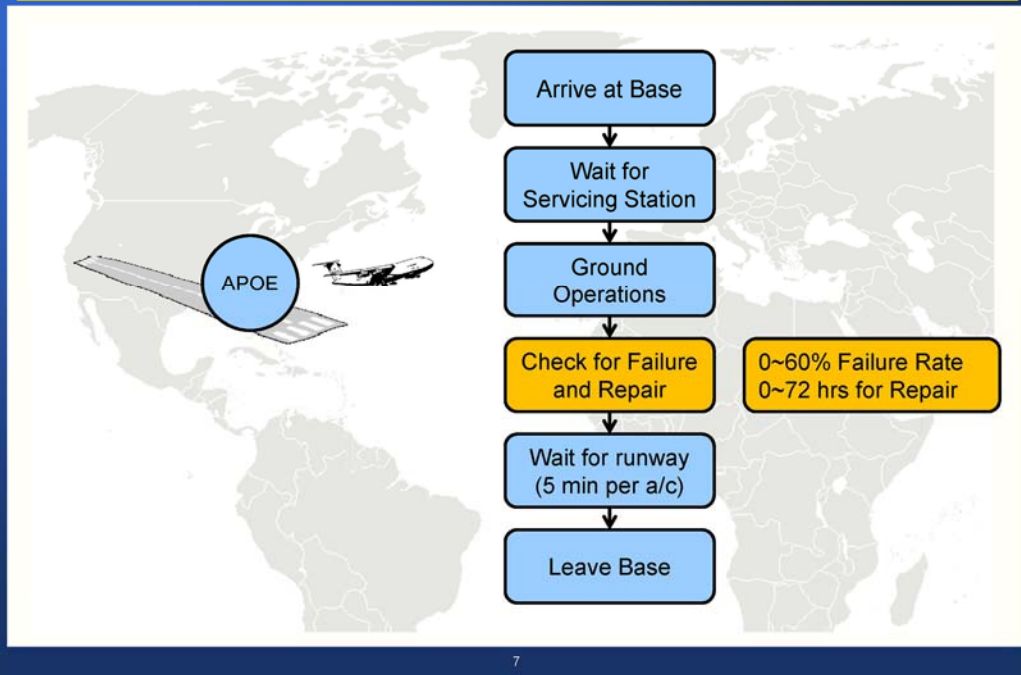 Arrive at Base
Wait for
Servicing Station
APOE
Ground
Operations
Check for Failure
and Repair
0~60% Failure Rate
0~72 hrs for Repair
Wait for runway
(5 min per a/c)
Leave Base
7